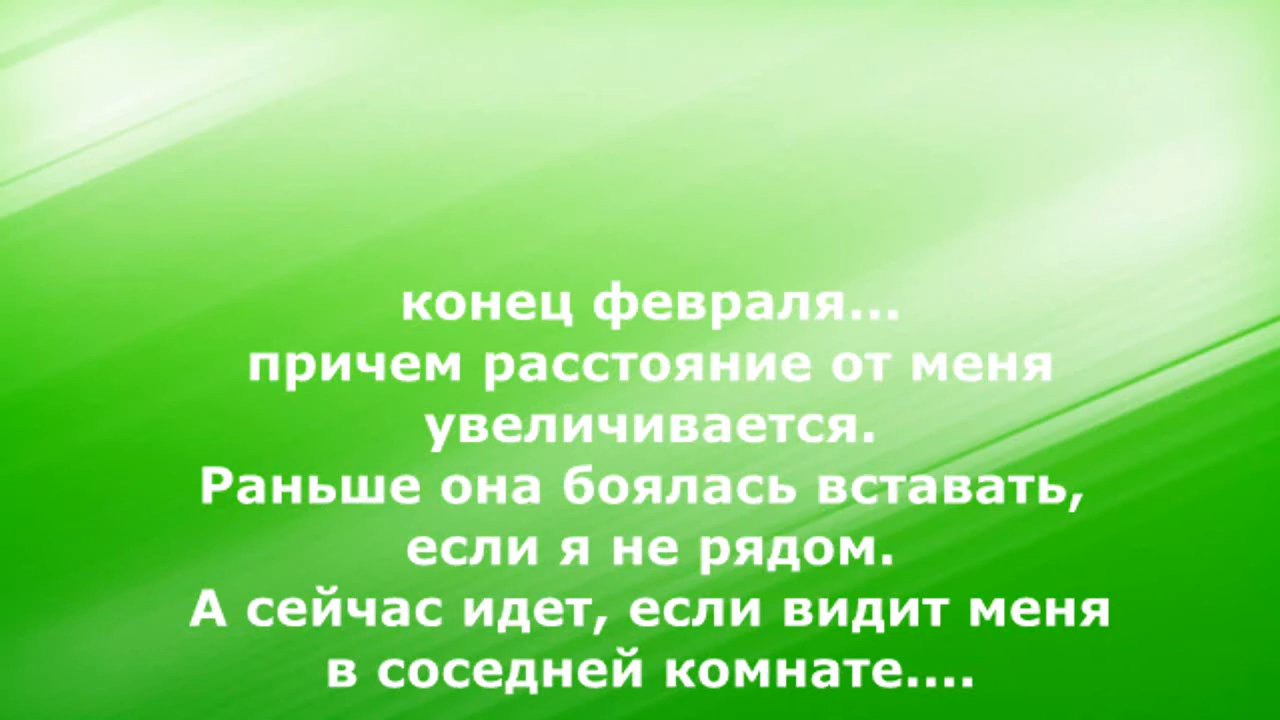 конец февраля...
причем расстояние от меня
увеличивается.
Раньше она боялась вставать,
если я не рядом.
А сейчас идет, если видит меня
в соседней комнате....